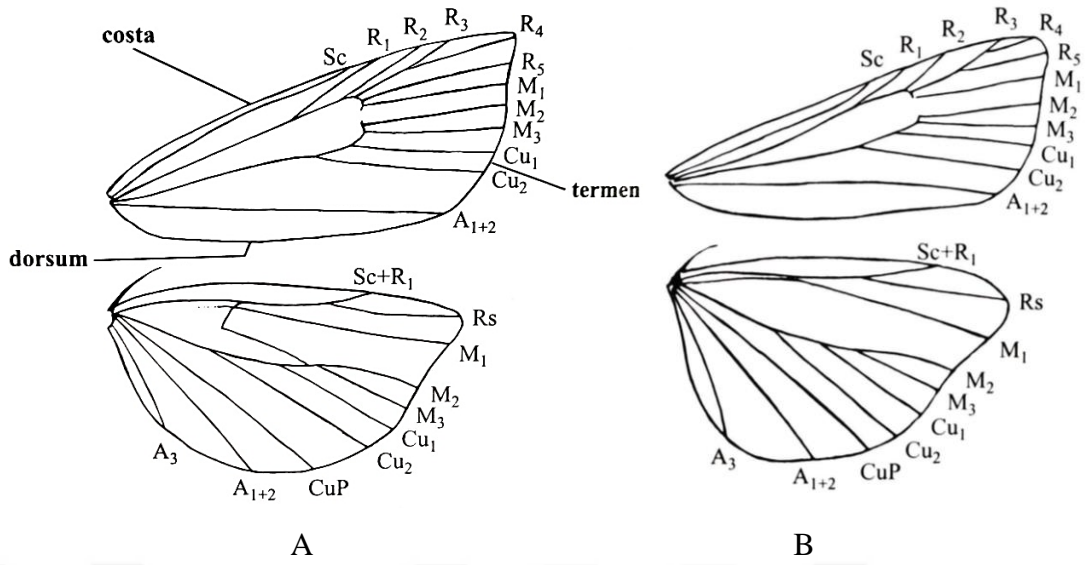 costa
Sc
R1
R2
R3
R4
R5
M1
M2
M3
Cu1
Cu2
termen
A1+2
dorsum
Sc+R1
Rs
M1
M2
M3
Cu1
Cu2
CuP
A1+2
A3
A
Sc
R1
R2
R3
R4
R5
M1
M2
M3
Cu1
Cu2
A1+2
Sc+R1
Rs
M1
M2
M3
Cu1
Cu2
CuP
A1+2
A3
B